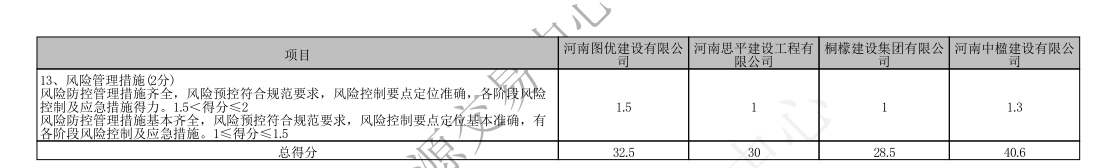 项目
河南图优建设有限公
司
河南思平建设工程有
限公司
桐檬建设集团有限公
司
河南中楹建设有限公
司
13、风险管理措施(2分)
风险防控管理措施齐全，风险预控符合规范要求，风险控制要点定位准确，各阶段风险
控制及应急措施得力。1.5＜得分≤2
风险防控管理措施基本齐全，风险预控符合规范要求，风险控制要点定位基本准确，有
各阶段风险控制及应急措施。1≤得分≤1.5
1.5
1
1
1.3
总得分
32.5
30
28.5
40.6
源交易中心
中心